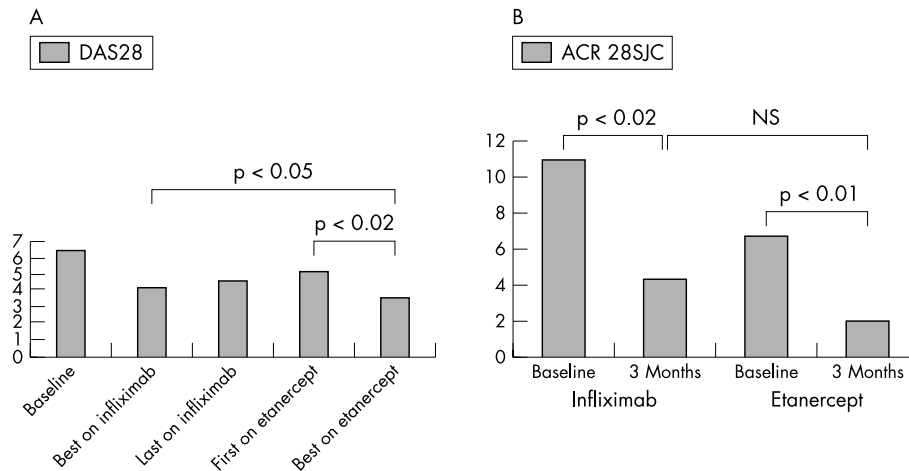 A
DAS28
p < 0.05
p < 0.02
7
6
5
4
3
2
1
0
Baseline
Best on infliximab
Last on infliximab
First on etanercept
Best on etanercept
B
ACR 28SJC
p < 0.02
NS
p < 0.01
12
10
8
6
4
2
0
Baseline
3 Months
Baseline
3 Months
Infliximab
Etanercept